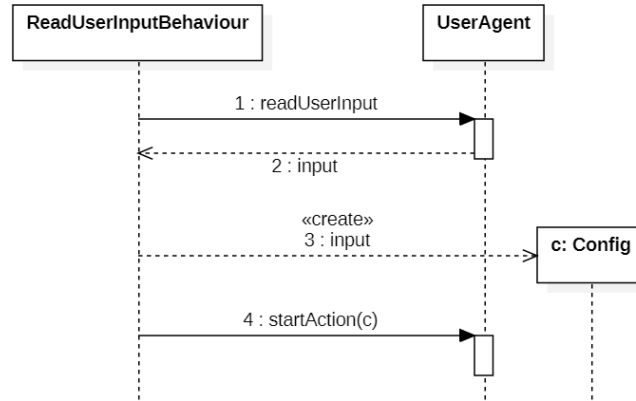 ReadUserInputBehaviour
UserAgent
1 : readUserInput
2 : input
«create»
3 : input
c: Config
4 : startAction(c)